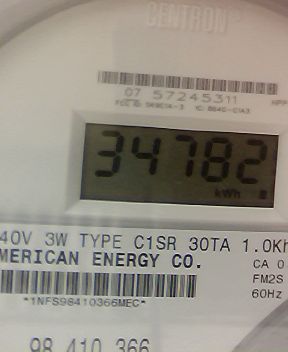 CENTRON
07 57245311
34782
kWh
40V 3W TYPE C1SR 30TA 1.0Kh
MERICAN ENERGY CO.
CA 0
FM2S
60Hz
*1NFS98410366MEC*
98 410 366